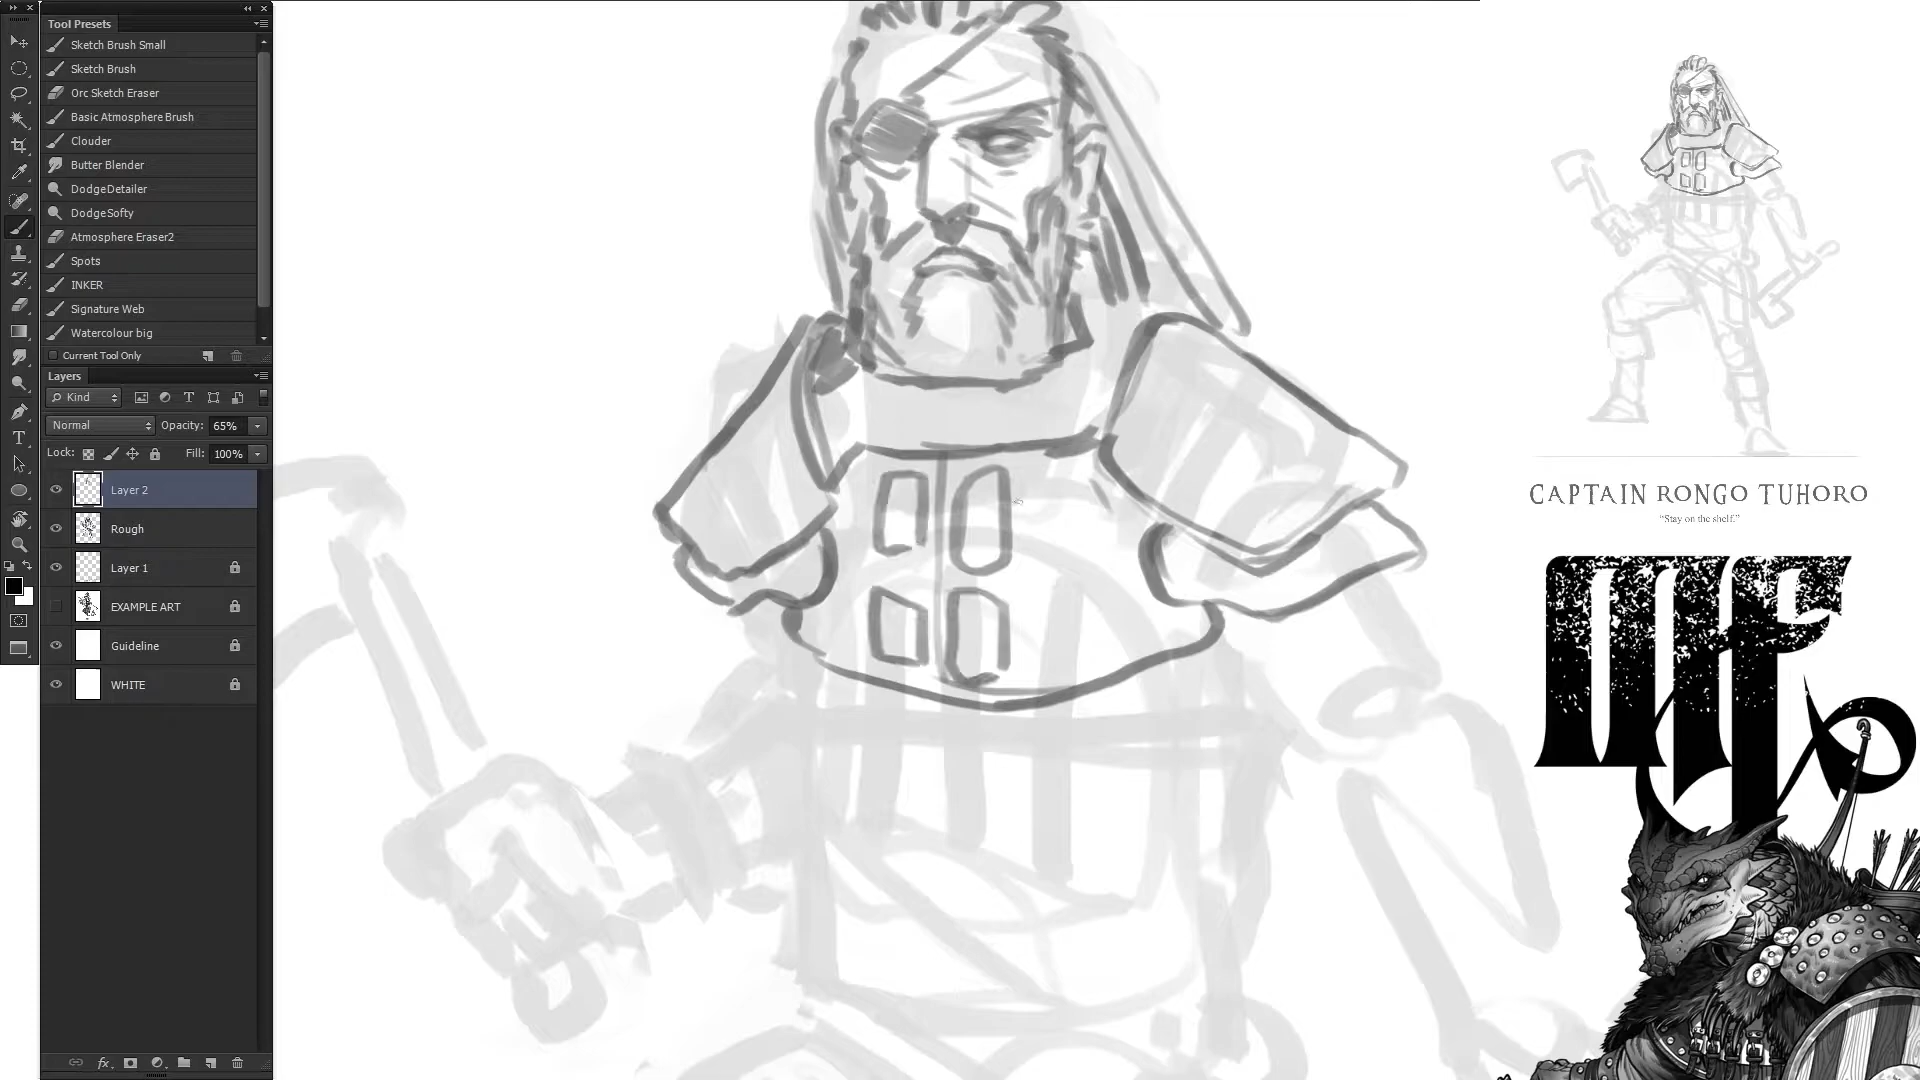 Tool Presets
Sketch Brush Small
Sketch Brush
Orc Sketch Eraser
Basic Atmosphere Brush
Clouder
Butter Blender
DodgeDetailer
DodgeSofty
Atmosphere Eraser2
Spots
INKER
Signature Web
Watercolour big
Current Tool Only
Layers
Kind
Normal
Opacity: 65%
Lock:
Fill: 100%
Layer 2
Rough
Layer 1
EXAMPLE ART
Guideline
WHITE
CAPTAIN RONGO TUHORO
“Stay on the shelf.”